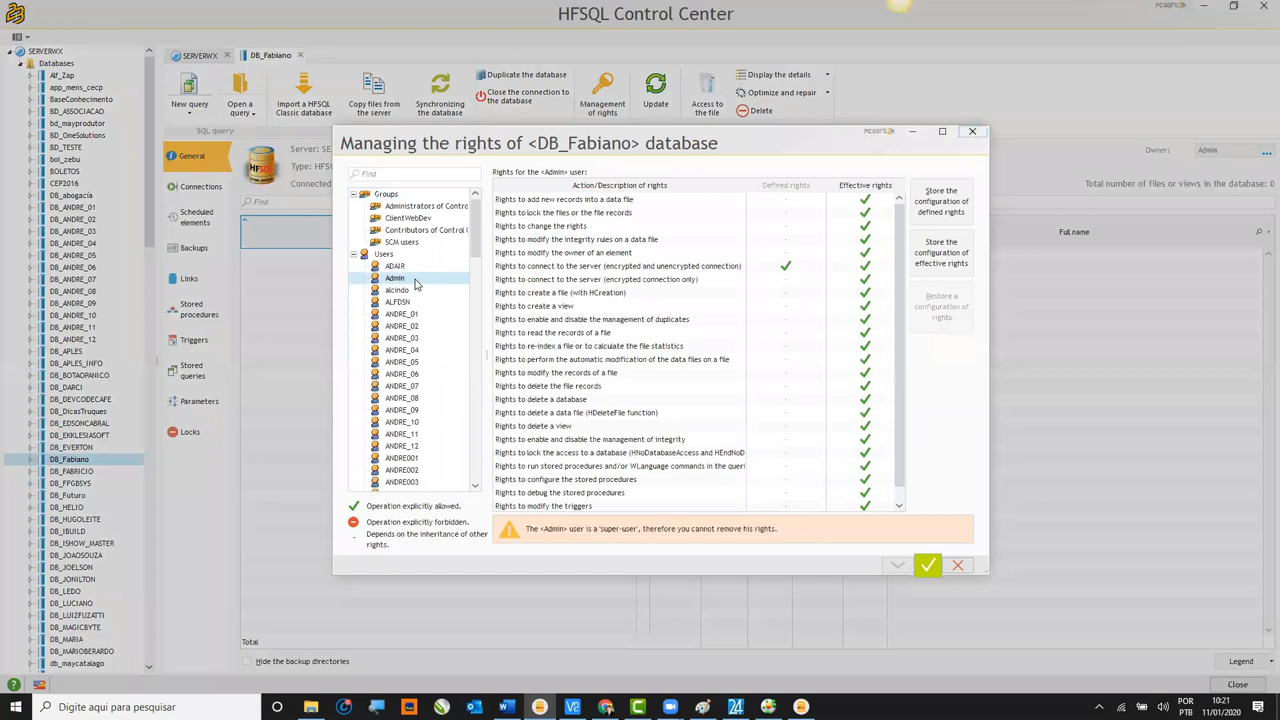 HFSQL Control Center
PCSOFT
SERVERWX
Databases
Alf_Zap
app_mens_cecp
BaseConhecimento
BD_ASSOCIACAO
bd_mayprodutor
BD_OneSolutions
BD_TESTE
boi_zebu
BOLETOS
CEP2016
DB_abogacía
DB_ANDRE_01
DB_ANDRE_02
DB_ANDRE_03
DB_ANDRE_04
DB_ANDRE_05
DB_ANDRE_06
DB_ANDRE_07
DB_ANDRE_08
DB_ANDRE_09
DB_ANDRE_10
DB_ANDRE_11
DB_ANDRE_12
DB_APLES
DB_APLES_INFO
DB_BOTAOPANICO
DB_DARCI
DB_DEVCODECAFE
DB_DicasTruques
DB_EDSONCABRAL
DB_EKKLESIASOFT
DB_EVERTON
DB_Fabiano
DB_FABRICIO
DB_FFGBSYS
DB_Futuro
DB_HELIO
DB_HUGOLEITE
DB_IBUILD
DB_ISHOW_MASTER
DB_JOAOSOUZA
DB_JOELSON
DB_JONILTON
DB_LEDO
DB_LUCIANO
DB_LUIZFUZATTI
DB_MAGICBYTE
DB_MARIA
DB_MARIOBERARDO
db_maycatalago
SERVERWX
DB_Fabiano
New query
Open a query
Import a HFSQL Classic database
Copy files from the server
Synchronizing the database
Duplicate the database
Close the connection to the database
Management of rights
Update
Access to the file
Display the details
Optimize and repair
Delete
SQL query
General
Connections
Scheduled elements
Backups
Links
Stored procedures
Triggers
Stored queries
Parameters
Locks
Server: SE
Type: HFS
Connected
Find
Owner:
Admin
Total number of files or views in the database: 0
Full name
Managing the rights of <DB_Fabiano> database
PCSOFT
Find
Groups
Administrators of Contro
ClientWebDev
Contributors of Control (
SCM users
Users
ADAIR
Admin
alcindo
ALFDSN
ANDRE_01
ANDRE_02
ANDRE_03
ANDRE_04
ANDRE_05
ANDRE_06
ANDRE_07
ANDRE_08
ANDRE_09
ANDRE_10
ANDRE_11
ANDRE_12
ANDRE001
ANDRE002
ANDRE003
Operation explicitly allowed.
Operation explicitly forbidden.
Depends on the inheritance of other
rights.
Rights for the <Admin> user:
Action/Description of rights Defined rights Effective rights
Rights to add new records into a data file
Rights to lock the files or the file records
Rights to change the rights
Rights to modify the integrity rules on a data file
Rights to modify the owner of an element
Rights to connect to the server (encrypted and unencrypted connection)
Rights to connect to the server (encrypted connection only)
Rights to create a file (with HCreation)
Rights to create a view
Rights to enable and disable the management of duplicates
Rights to read the records of a file
Rights to re-index a file or to calculate the file statistics
Rights to perform the automatic modification of the data files on a file
Rights to modify the records of a file
Rights to delete the file records
Rights to delete a database
Rights to delete a data file (HDeleteFile function)
Rights to delete a view
Rights to enable and disable the management of integrity
Rights to lock the access to a database (HNoDatabaseAccess and HEndNoD
Rights to run stored procedures and/or WLanguage commands in the queri
Rights to configure the stored procedures
Rights to debug the stored procedures
Rights to modify the triggers
Store the
configuration of
defined rights
Store the
configuration of
effective rights
Restore a
configuration of
rights
The <Admin> user is a 'super-user', therefore you cannot remove his rights.
Total
Hide the backup directories
Legend
Close
Digite aqui para pesquisar
POR
PTB
10:21
11/01/2020